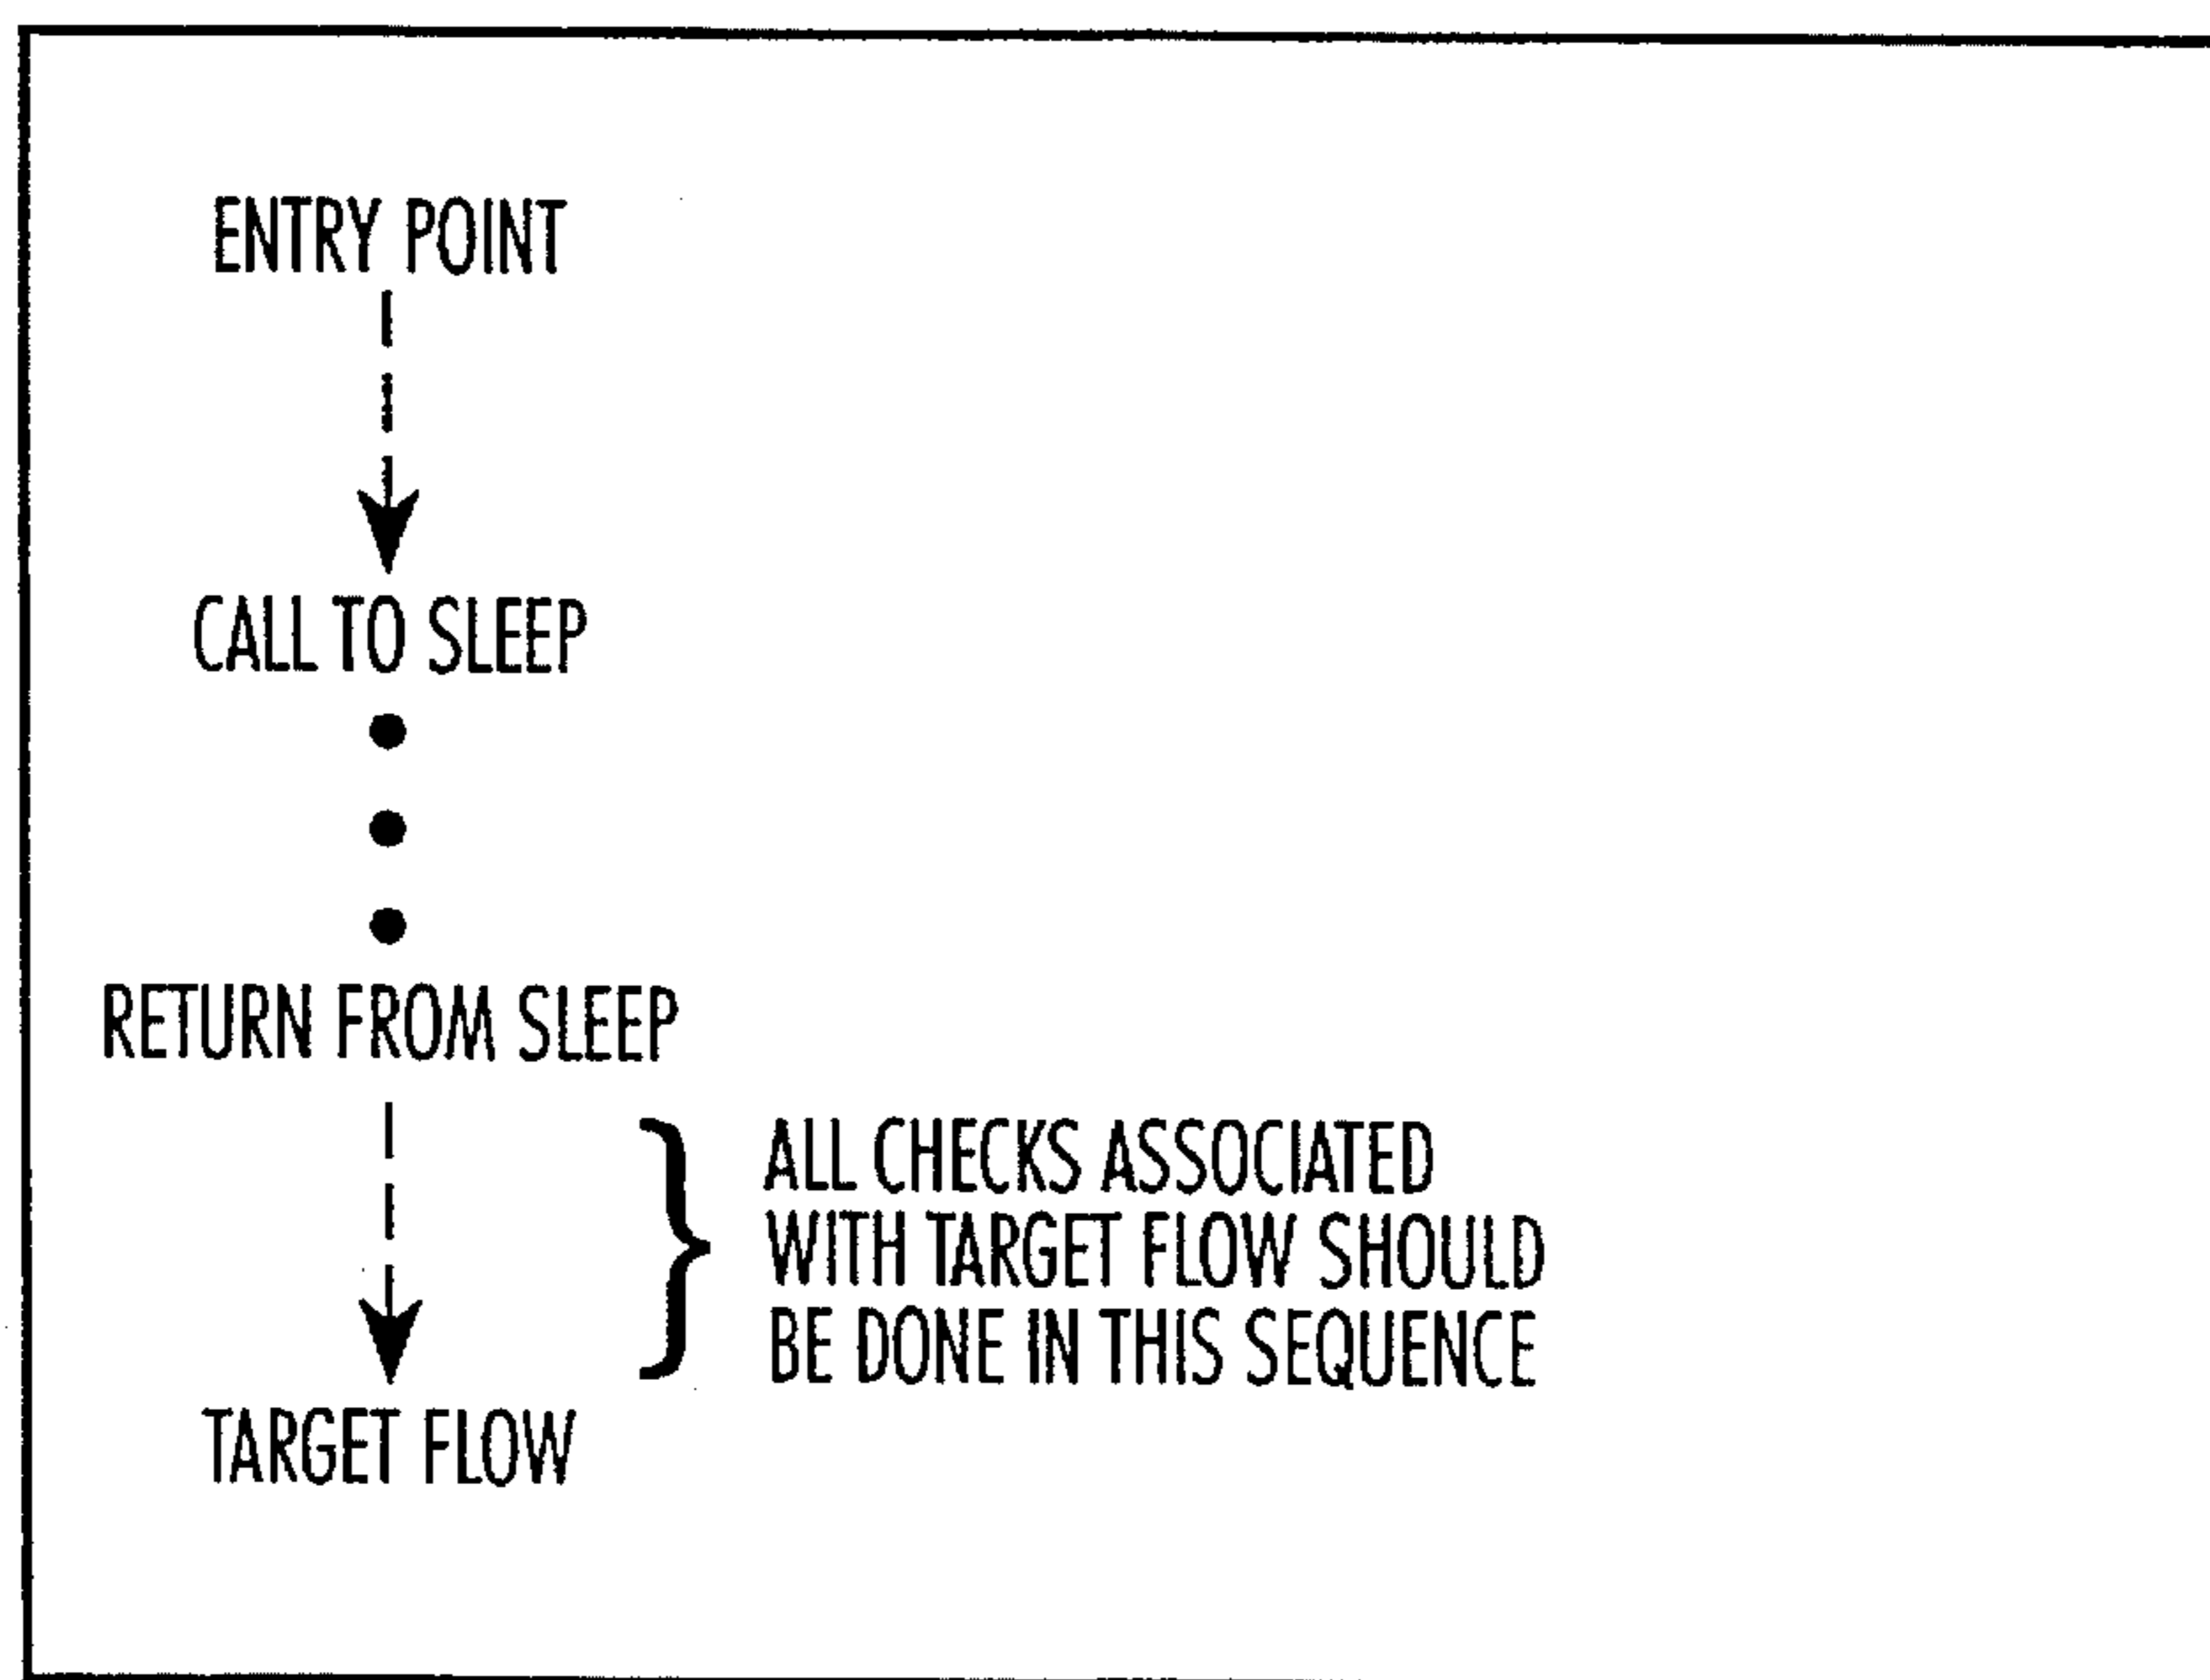 ENTRY POINT
CALL TO SLEEP
RETURN FROM SLEEP
ALL CHECKS ASSOCIATED
WITH TARGET FLOW SHOULD
BE DONE IN THIS SEQUENCE
TARGET FLOW